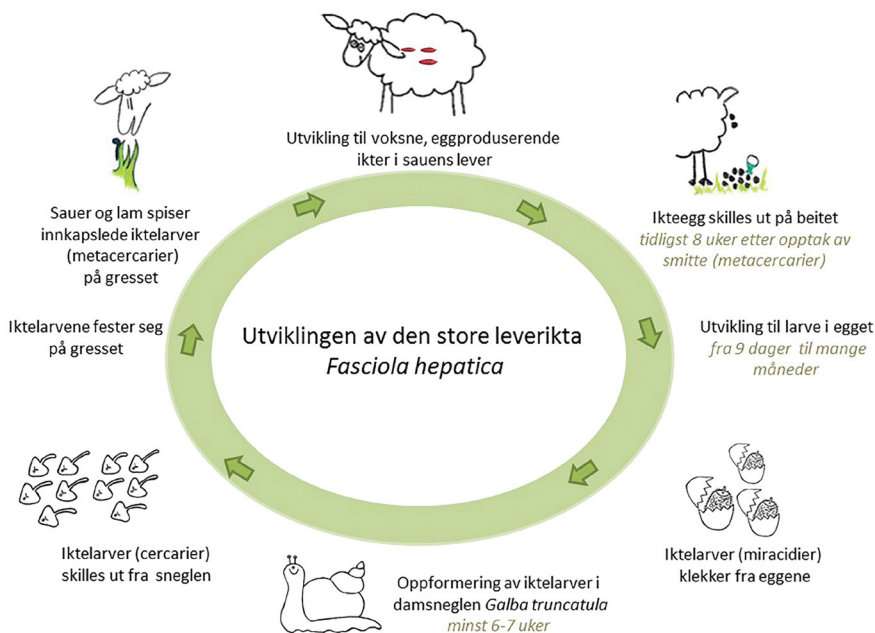 Utvikling til voksne, eggproduserende
ikter i sauens lever
Ikteegg skilles ut på beitet
tidligst 8 uker etter opptak av
smitte (metacercarier)
Utvikling til larve i egget
fra 9 dager til mange
måneder
Iktelarver (miracidier)
klekker fra eggene
Oppformering av iktelarver i
damsneglen Galba truncatula
minst 6-7 uker
Iktelarver (cercarier)
skilles ut fra sneglen
Iktelarvene fester seg
på gresset
Sauer og lam spiser
innkapslede iktelarver
(metacercarier)
på gresset
Utviklingen av den store leverikta
Fasciola hepatica